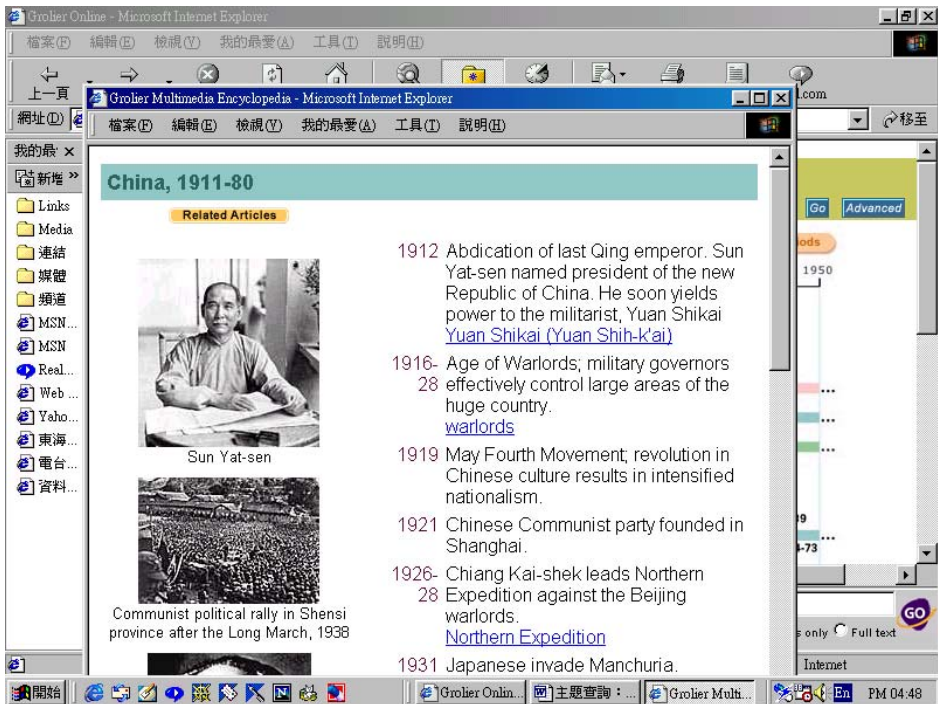 Grolier Online - Microsoft Internet Explorer
檔案(F) 編輯(E) 檢視(V) 我的最愛(A) 工具(T) 說明(H)
上一頁
.com
網址(D)
移至
Grolier Multimedia Encyclopedia - Microsoft Internet Explorer
檔案(F) 編輯(E) 檢視(V) 我的最愛(A) 工具(T) 說明(H)
我的最
新增 »
Links
Media
連結
媒體
頻道
MSN...
MSN
Real...
Web ...
Yaho...
東海...
電台...
資料...
China, 1911-80
Related Articles
Sun Yat-sen
Communist political rally in Shensi
province after the Long March, 1938
1912 Abdication of last Qing emperor. Sun
Yat-sen named president of the new
Republic of China. He soon yields
power to the militarist, Yuan Shikai
Yuan Shikai (Yuan Shih-k'ai)
1916- Age of Warlords; military governors
28 effectively control large areas of the
huge country.
warlords
1919 May Fourth Movement; revolution in
Chinese culture results in intensified
nationalism.
1921 Chinese Communist party founded in
Shanghai.
1926- Chiang Kai-shek leads Northern
28 Expedition against the Beijing
warlords.
Northern Expedition
1931 Japanese invade Manchuria.
Go Advanced
ods
1950
...
...
...
39
...
4-73
GO
s only Full text
Internet
開始
N
Grolier Onlin...
主題查詢：...
Grolier Multi...
En
PM 04:48